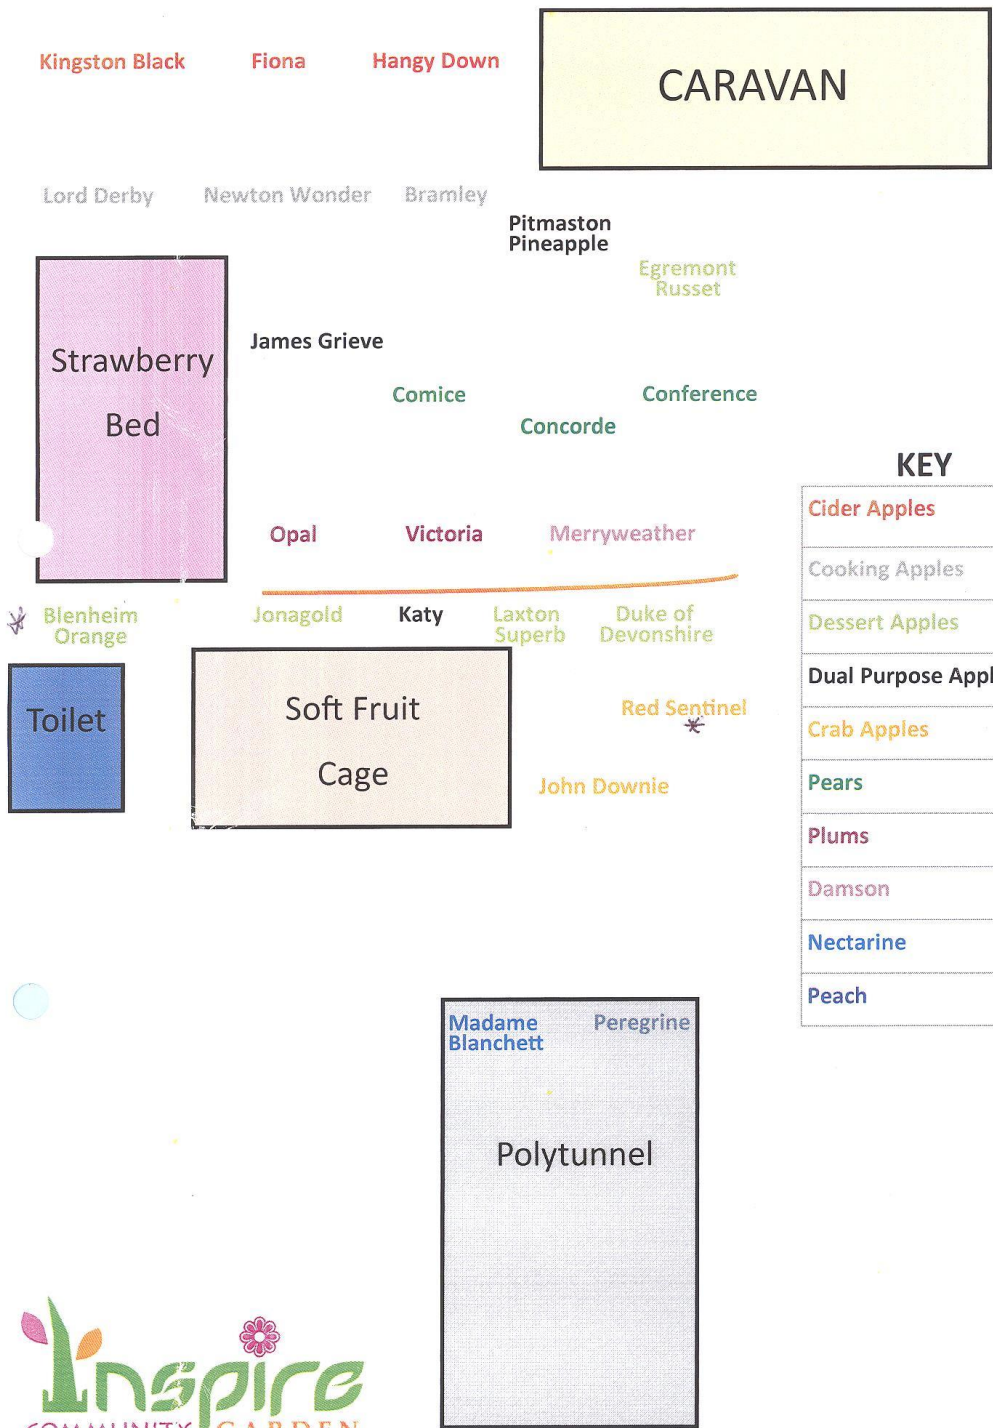 Kingston Black
Fiona
Hangy Down
CARAVAN
Lord Derby
Newton Wonder
Bramley
Pitmaston
Pineapple
Egremont
Russet
Strawberry
Bed
James Grieve
Comice
Conference
Concorde
KEY
Cider Apples
Cooking Apples
Dessert Apples
Dual Purpose Appl
Crab Apples
Pears
Plums
Damson
Nectarine
Peach
Opal
Victoria
Merryweather
Blenheim
Orange
Jonagold
Katy
Laxton
Superb
Duke of
Devonshire
Toilet
Soft Fruit
Cage
Red Sentinel
John Downie
Madame
Blanchett
Peregrine
Polytunnel
Inspire
COMMUNITY GARDEN